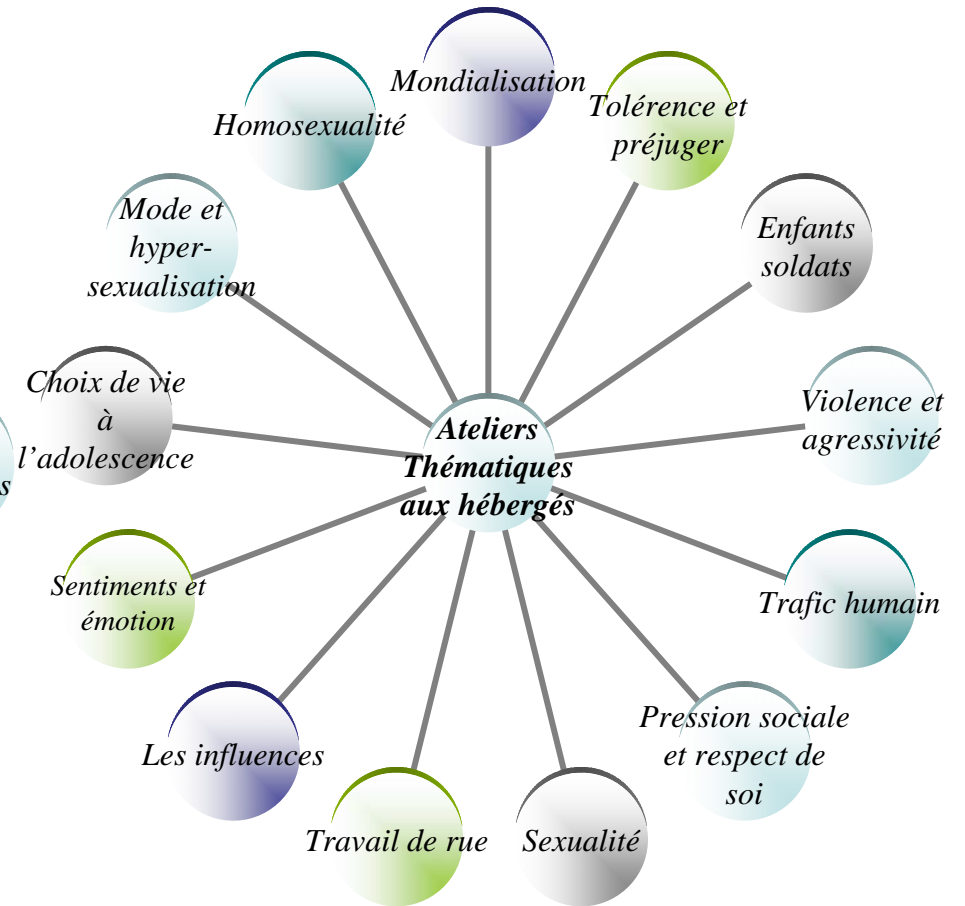 Mondialisation
Tolérence et
préjuger
Enfants
soldats
Violence et
agressivité
Trafic humain
Pression sociale
et respect de
soi
Sexualité
Travail de rue
Les influences
Sentiments et
émotion
Choix de vie
à
l’adolescence
Mode et
hyper-
sexualisation
Homosexualité
Ateliers
Thématiques
aux hébergés